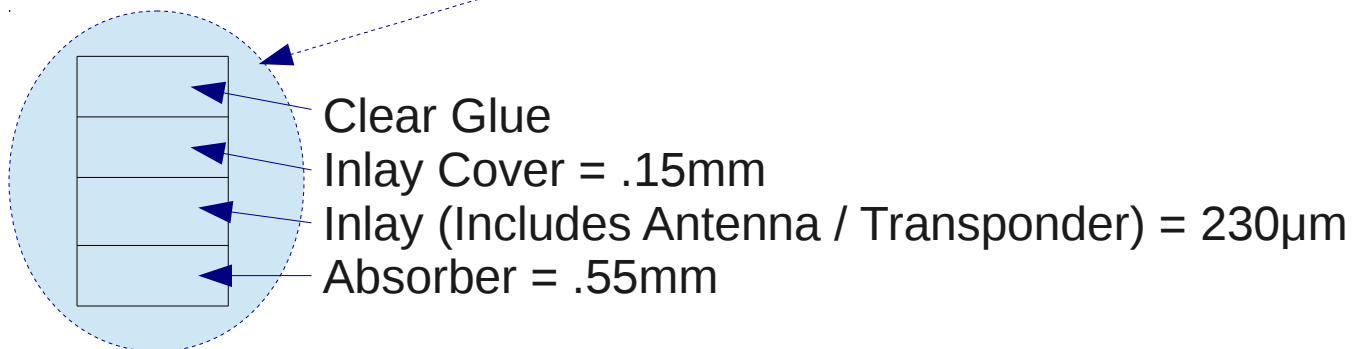 Clear Glue
Inlay Cover = .15mm
Inlay (Includes Antenna / Transponder) = 230µm
Absorber = .55mm